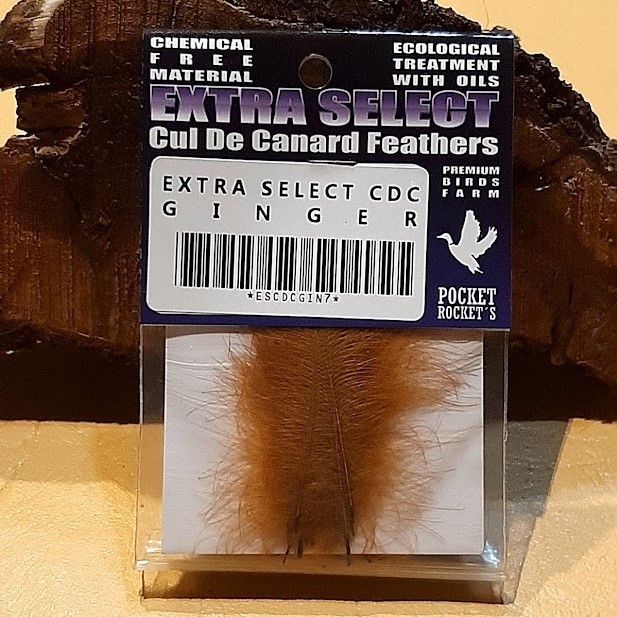 CHEMICAL
FREE
MATERIAL
ECOLOGICAL
TREATMENT
WITH OILS
EXTRA SELECT
Cul De Canard Feathers
EXTRA SELECT CDC
GINGER
*ESCDCGIN7*
PREMIUM
BIRDS
FARM
POCKET
ROCKET´S